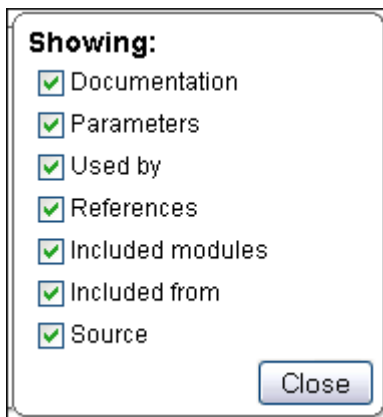 Showing:
Documentation
Parameters
Used by
References
Included modules
Included from
Source
Close